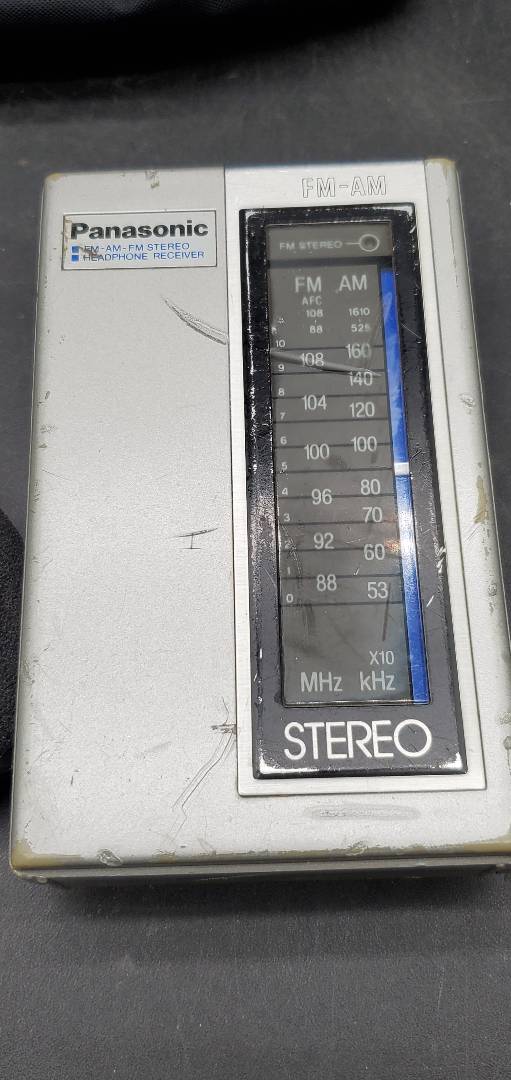 FM-AM
Panasonic
FM-AM-FM STEREO
HEADPHONE RECEIVER
FM STEREO
FM AM
AFC
108 1610
88 525
10
108 160
9
140
8
104 120
7
6
100 100
5
4 96 80
3 70
2 92 60
1
88 53
0
X10
MHz kHz
STEREO